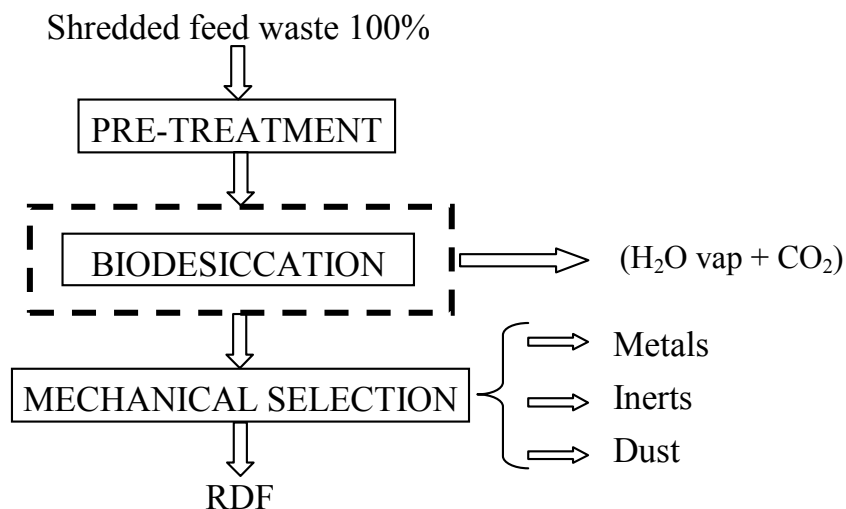 Shredded feed waste 100%
PRE-TREATMENT
BIODESICCATION
(H₂O vap + CO₂)
MECHANICAL SELECTION
Metals
Inerts
Dust
RDF